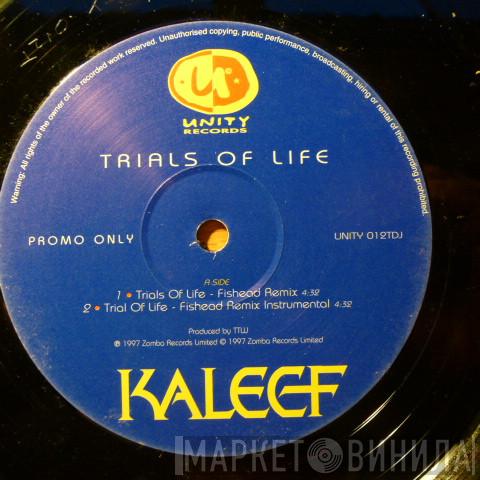 Warning: All rights of the owner of the recorded work reserved. Unauthorised copying, public performance, broadcasting, hiring or rental of this recording prohibited.
U
UNITY
RECORDS
TRIALS OF LIFE
PROMO ONLY
UNITY 012TDJ
A SIDE
1 • Trials Of Life - Fishead Remix 4:32
2 • Trial Of Life - Fishead Remix Instrumental 4:32
Produced by TTW
℗ 1997 Zomba Records Limited © 1997 Zomba Records Limited
KALEEF
МАРКЕТ ВИНИЛА